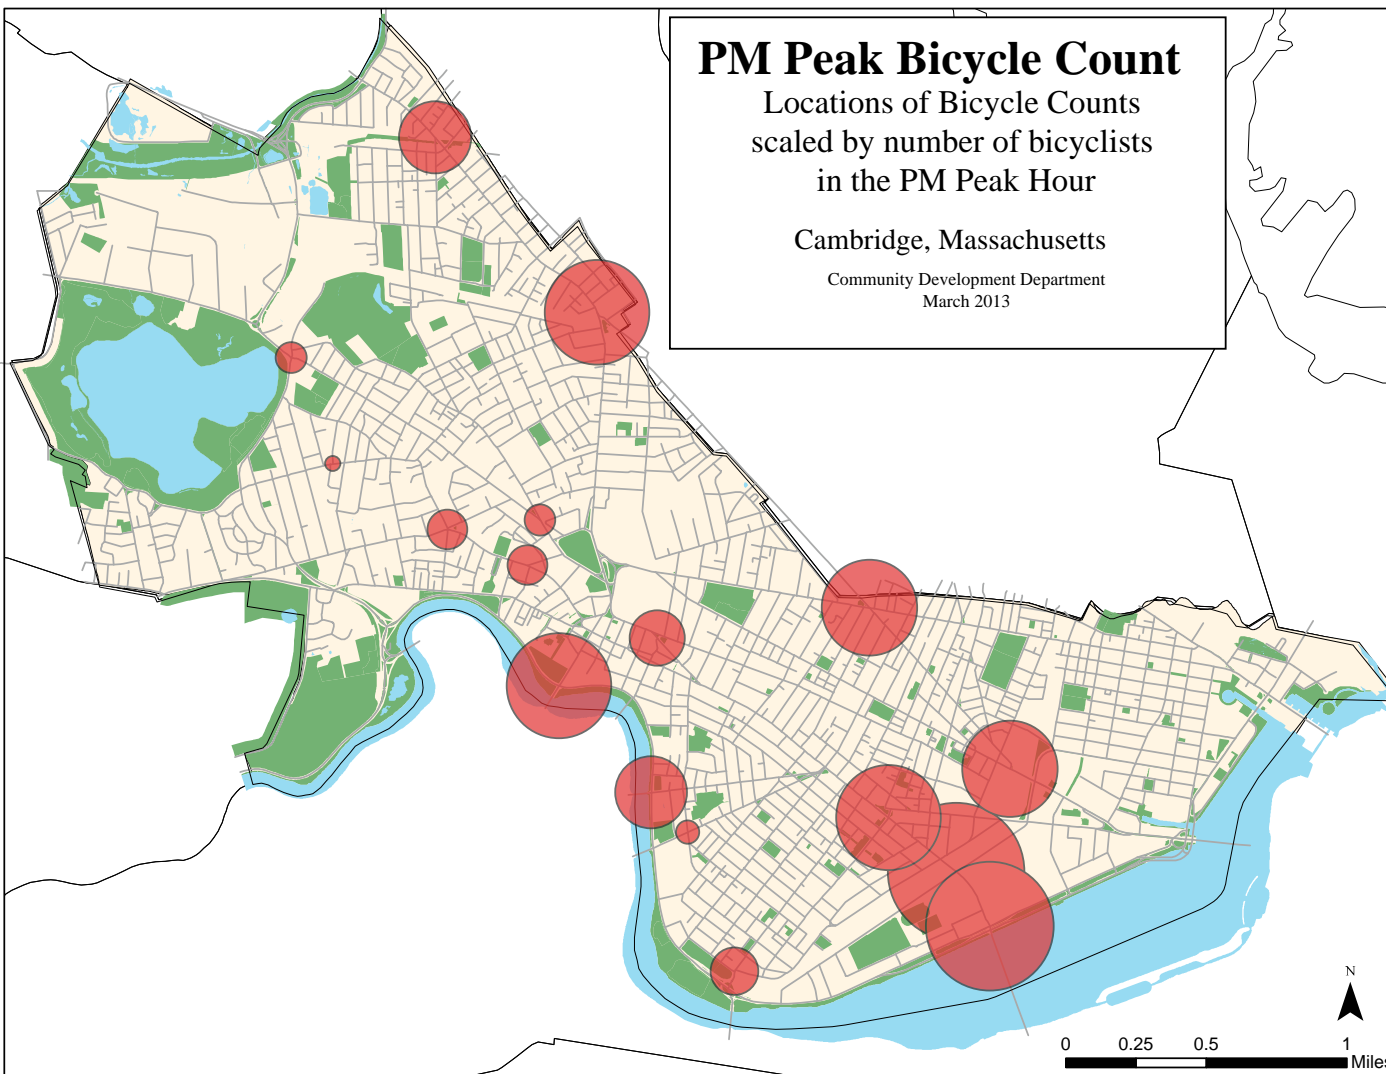 PM Peak Bicycle Count
Locations of Bicycle Counts
scaled by number of bicyclists
in the PM Peak Hour
Cambridge, Massachusetts
Community Development Department
March 2013
N
0 0.25 0.5 1
Miles